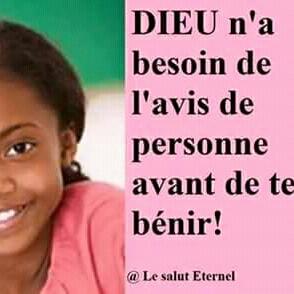 DIEU n'a
besoin de
l'avis de
personne
avant de te
bénir!
@ Le salut Eternel